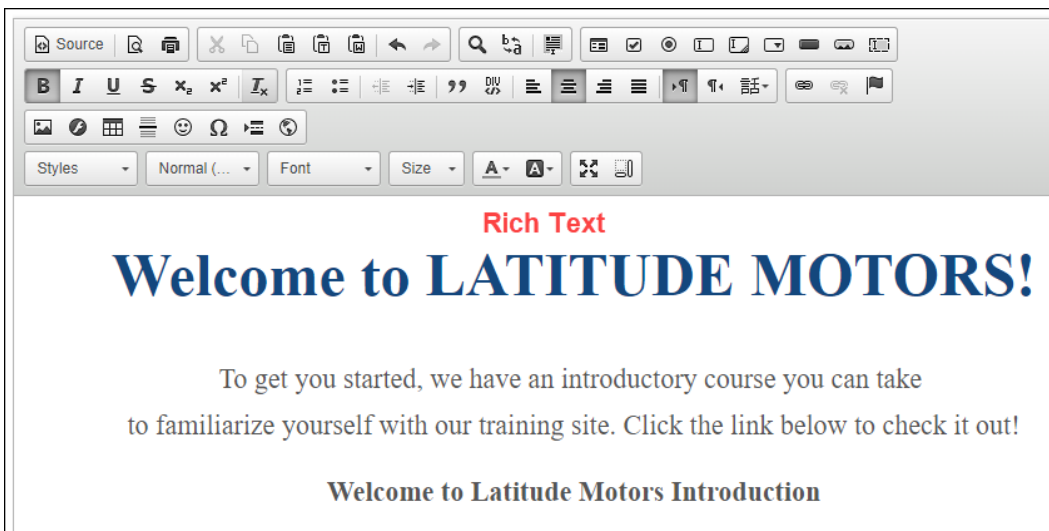 Source
Styles Normal (... Font Size
Rich Text
Welcome to LATITUDE MOTORS!
To get you started, we have an introductory course you can take
to familiarize yourself with our training site. Click the link below to check it out!
Welcome to Latitude Motors Introduction